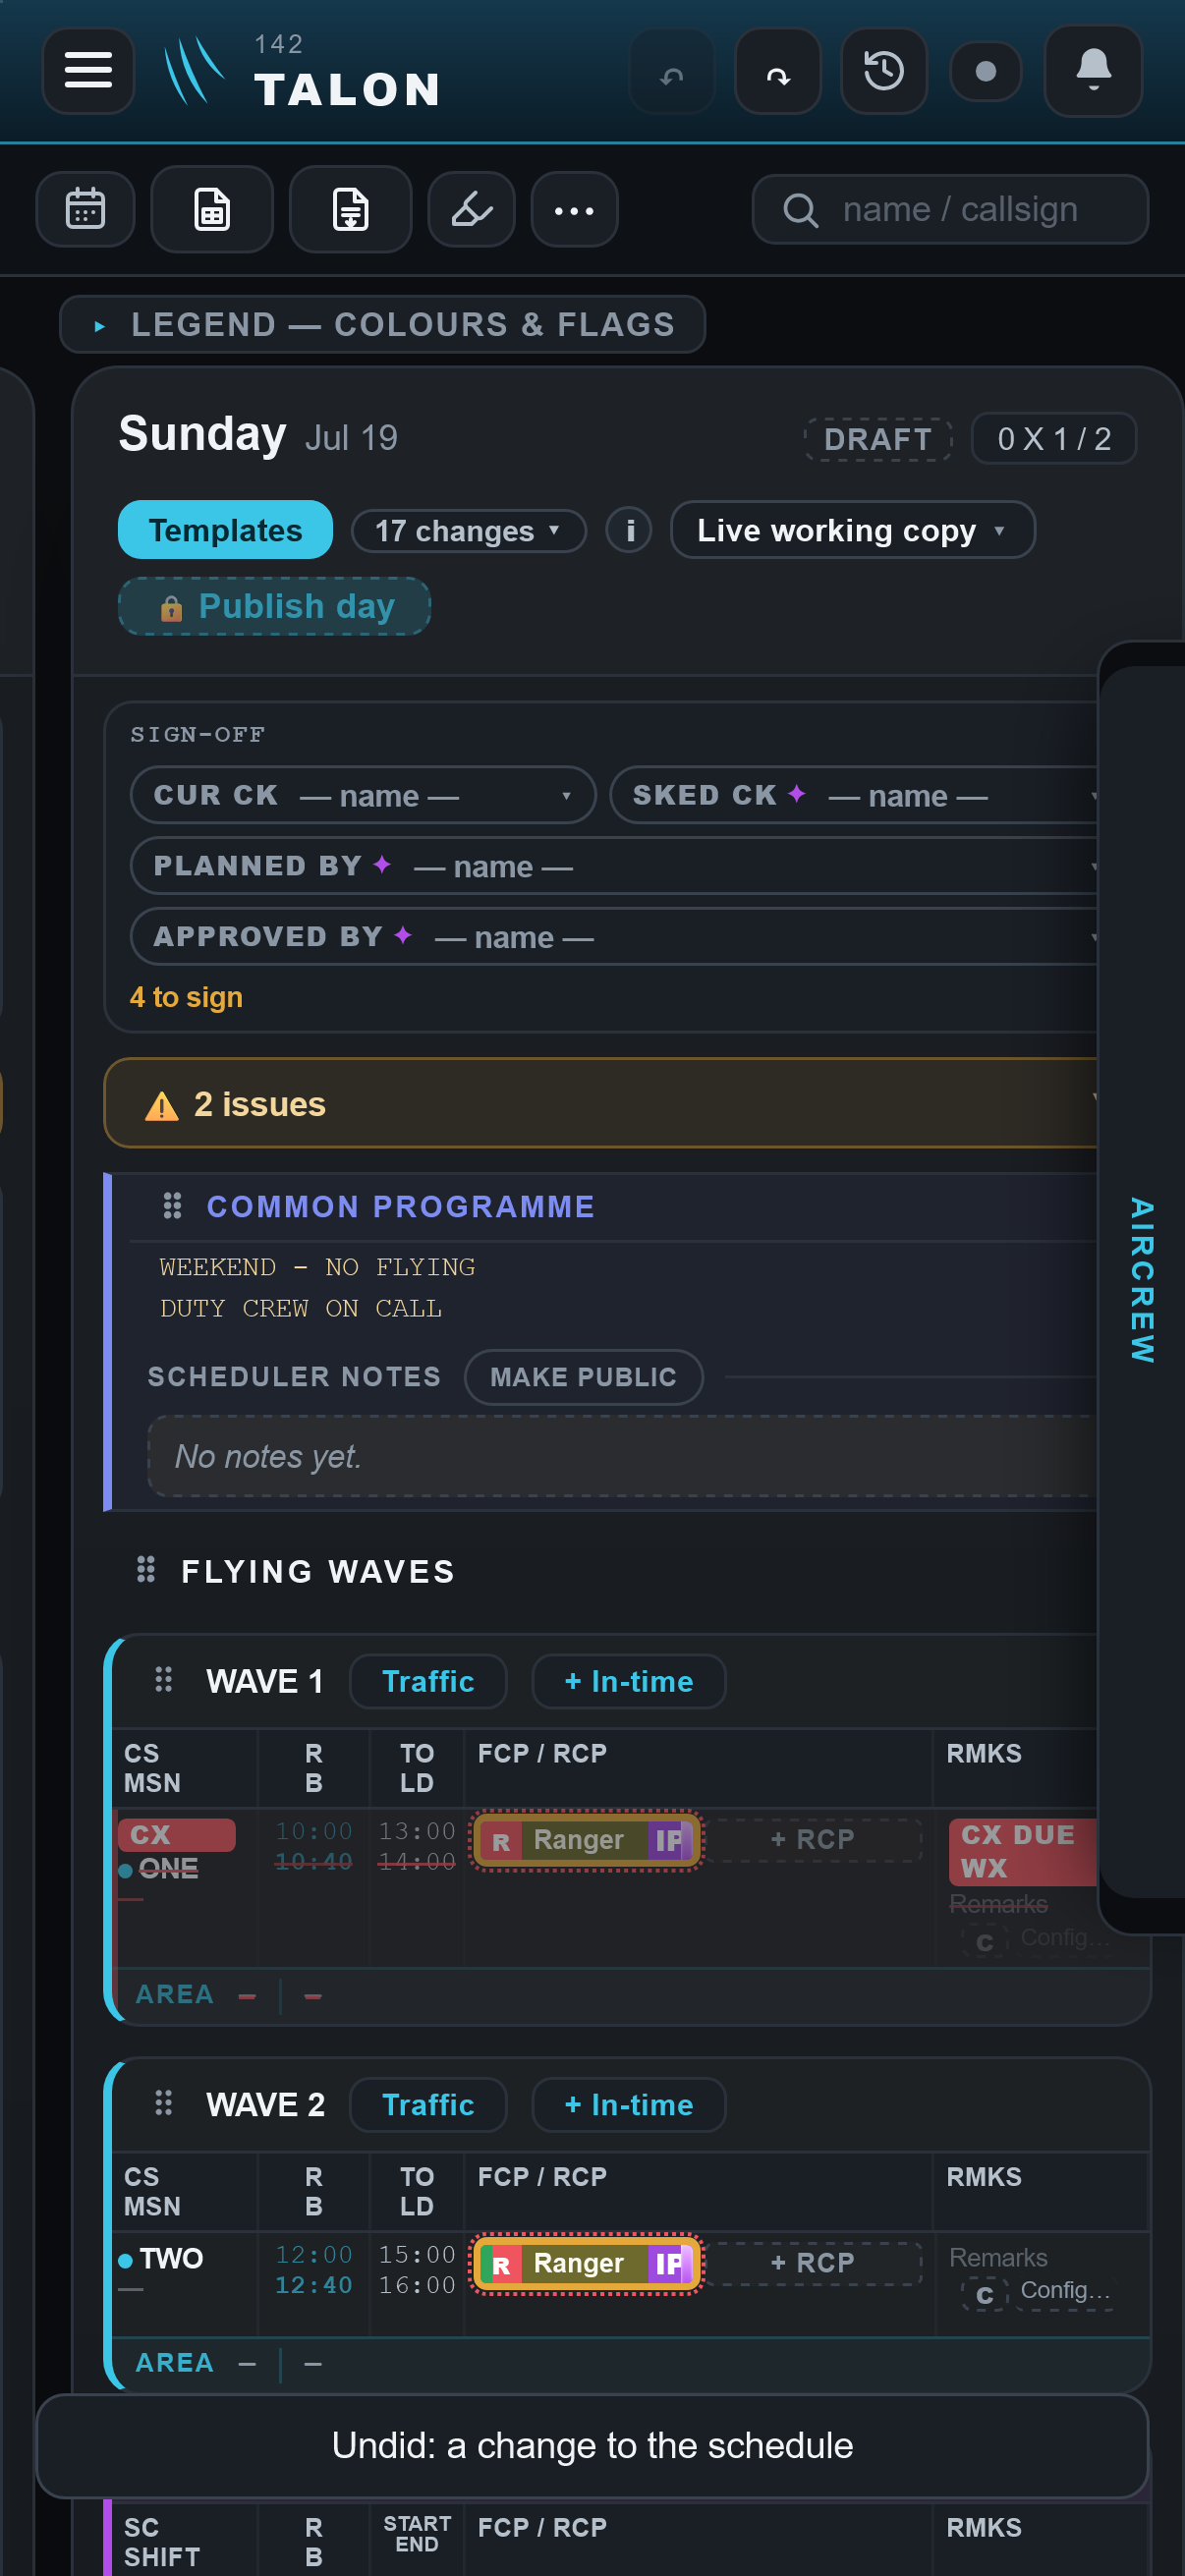 142
TALON
name / callsign
LEGEND — COLOURS & FLAGS
Sunday Jul 19
DRAFT
0 X 1 / 2
Templates
17 changes
i
Live working copy
Publish day
SIGN-OFF
CUR CK — name —
SKED CK — name —
PLANNED BY — name —
APPROVED BY — name —
4 to sign
2 issues
COMMON PROGRAMME
WEEKEND - NO FLYING
DUTY CREW ON CALL
SCHEDULER NOTES MAKE PUBLIC
No notes yet.
AIRCREW
FLYING WAVES
WAVE 1 Traffic + In-time
CS R TO FCP / RCP RMKS
MSN B LD
CX 10:00 13:00 R Ranger IP + RCP CX DUE WX
ONE 10:40 14:00
— Remarks
C Config...
AREA — | —
WAVE 2 Traffic + In-time
CS R TO FCP / RCP RMKS
MSN B LD
TWO 12:00 15:00 R Ranger IP + RCP Remarks
— 12:40 16:00 C Config...
AREA — | —
Undid: a change to the schedule
SC R START FCP / RCP RMKS
SHIFT B END